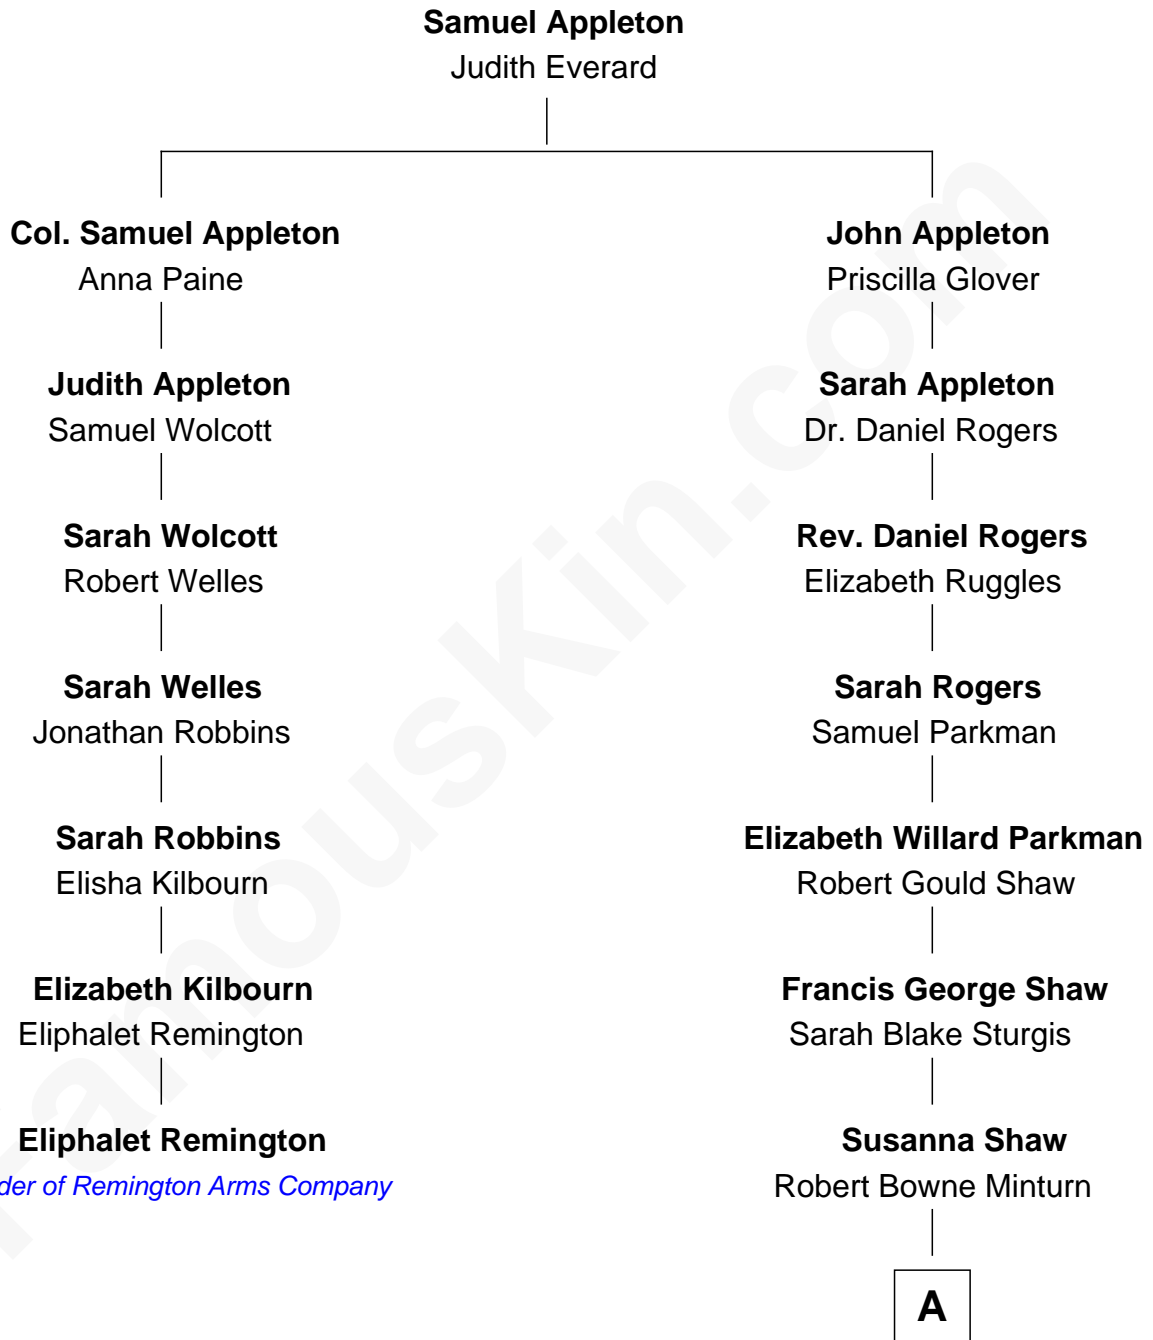 Samuel Appleton
Judith Everard
Col. Samuel Appleton
Anna Paine
John Appleton
Priscilla Glover
Judith Appleton
Samuel Wolcott
Sarah Appleton
Dr. Daniel Rogers
Sarah Wolcott
Robert Welles
Rev. Daniel Rogers
Elizabeth Ruggles
Sarah Welles
Jonathan Robbins
Sarah Rogers
Samuel Parkman
Sarah Robbins
Elisha Kilbourn
Elizabeth Willard Parkman
Robert Gould Shaw
Elizabeth Kilbourn
Eliphalet Remington
Francis George Shaw
Sarah Blake Sturgis
Eliphalet Remington
der of Remington Arms Company
Susanna Shaw
Robert Bowne Minturn
A
FamousKin.com